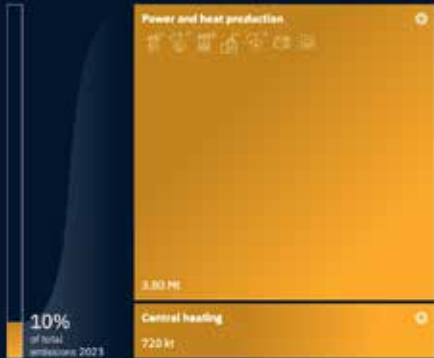 Power and heat production
3.80 Mt
10%
of total
emissions 2023
Central heating
720 kt